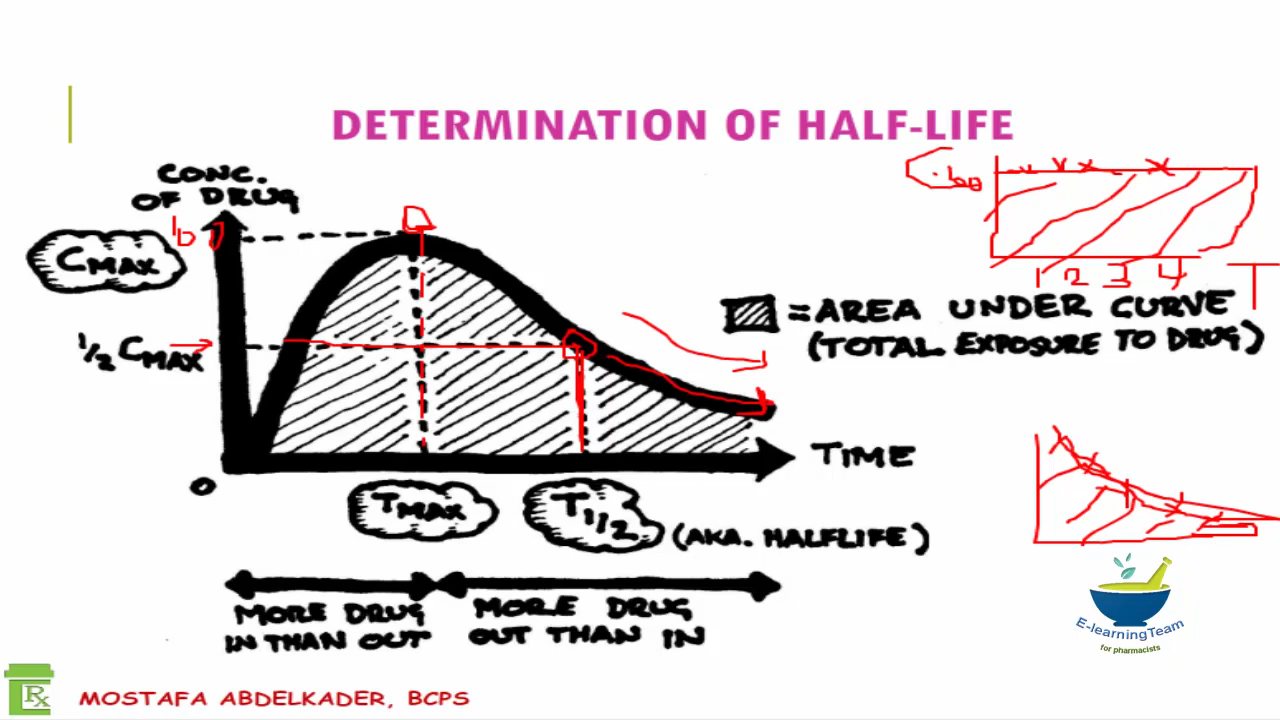 DETERMINATION OF HALF-LIFE
CONC.
OF DRUG
CMAX
1/2 CMAX
= AREA UNDER CURVE
(TOTAL EXPOSURE TO DRUG)
1 2 3 4
T
TIME
0
TMAX
T1/2
(AKA. HALFLIFE)
MORE DRUG
IN THAN OUT
MORE DRUG
OUT THAN IN
E-learningTeam
for pharmacists
Rx
MOSTAFA ABDELKADER, BCPS